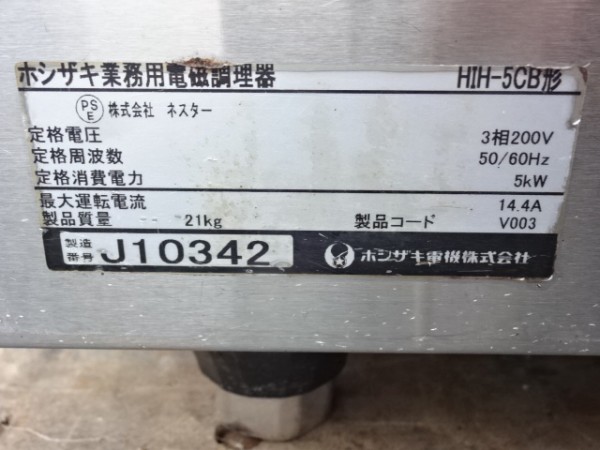 ホシザキ業務用電磁調理器 HIH-5CB形
PSE 株式会社 ネスター
定格電圧 3相200V
定格周波数 50/60Hz
定格消費電力 5kW
最大運転電流 14.4A
製品質量 21kg 製品コード V003
製造番号 J10342 ホシザキ電機株式会社